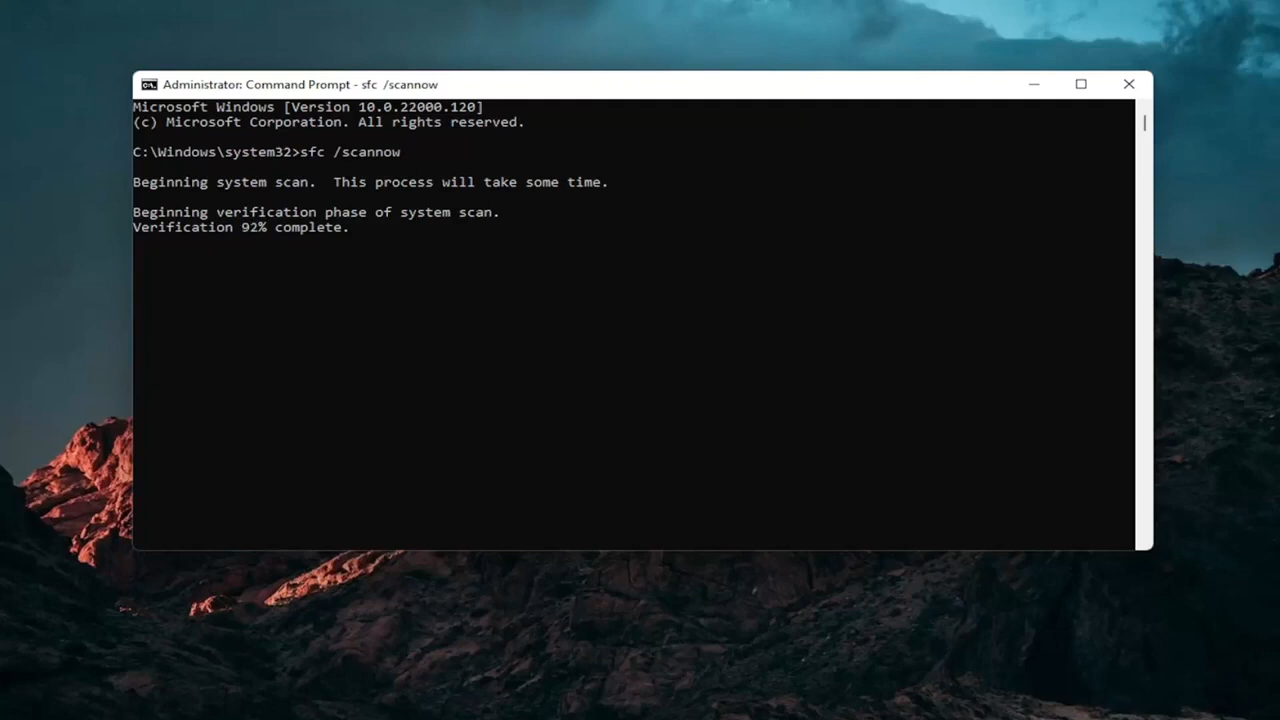 Administrator: Command Prompt - sfc  /scannow
Microsoft Windows [Version 10.0.22000.120]
(c) Microsoft Corporation. All rights reserved.
C:\Windows\system32>sfc /scannow
Beginning system scan.  This process will take some time.
Beginning verification phase of system scan.
Verification 92% complete.